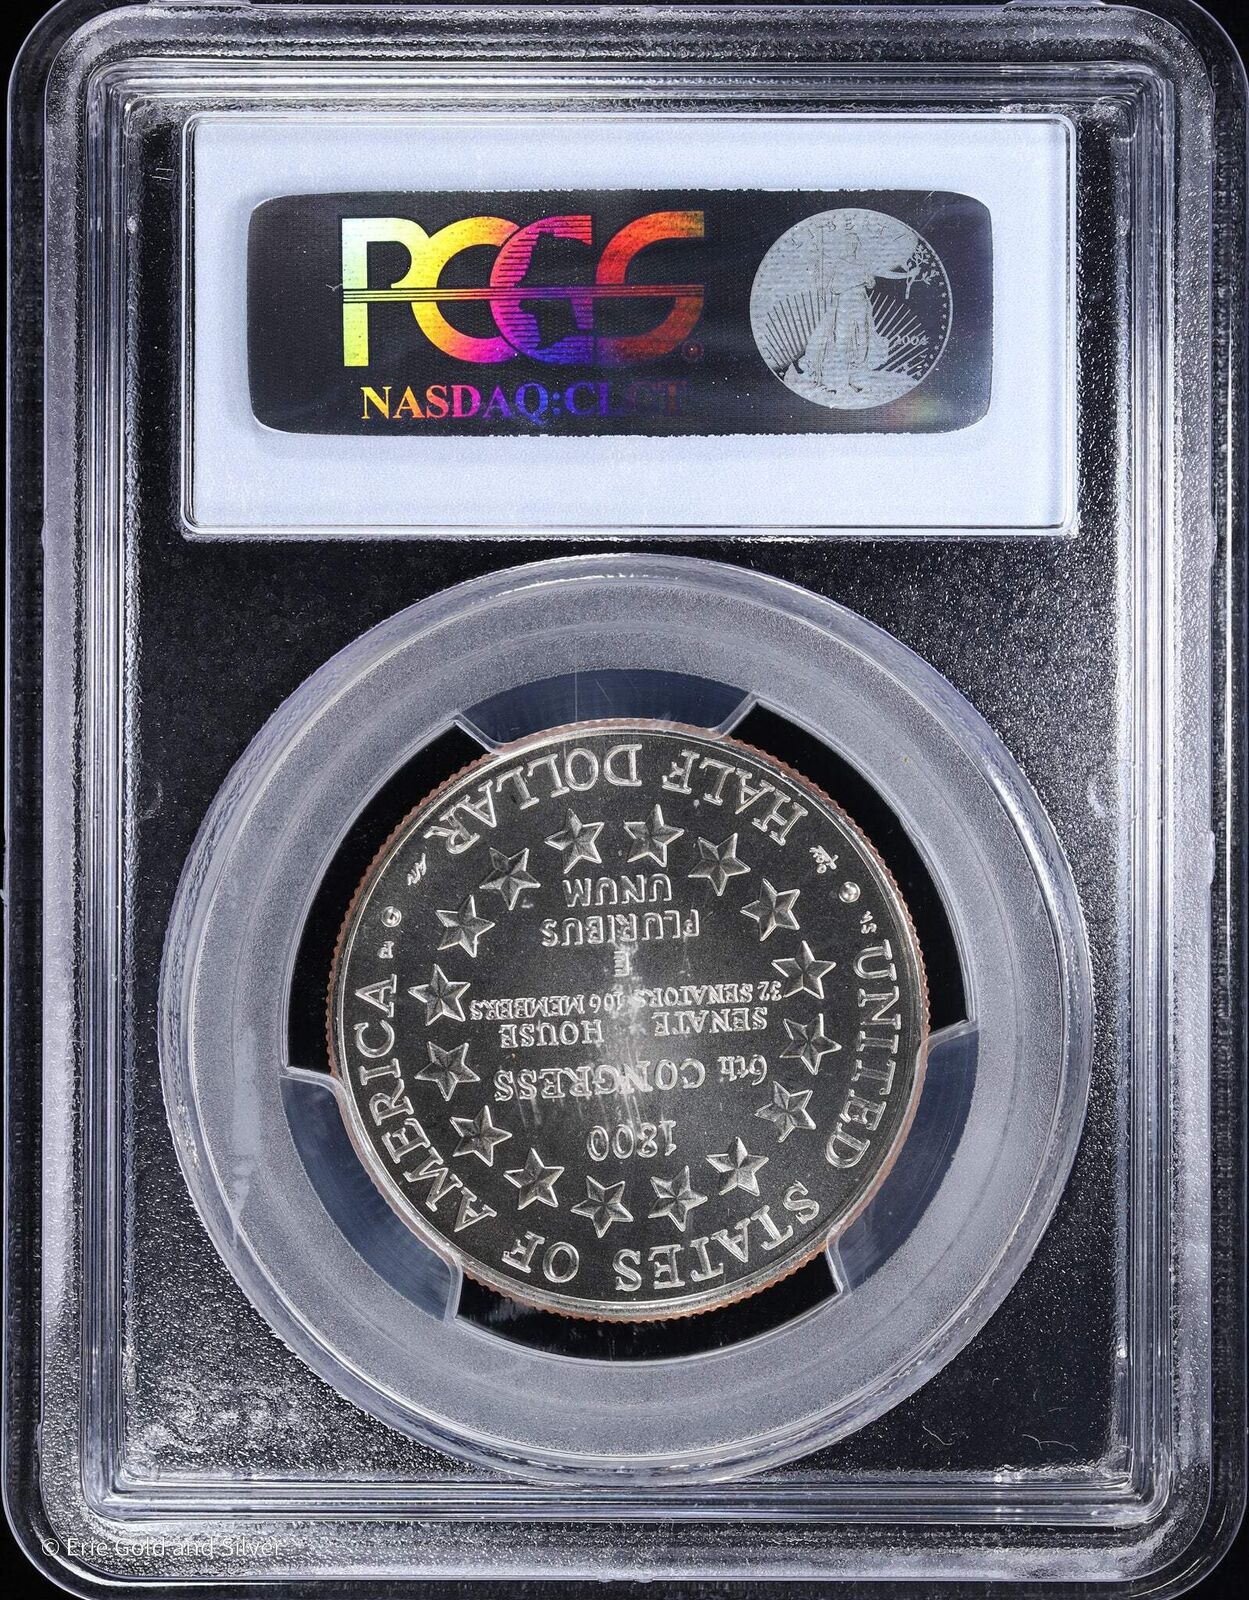 PCGS
NASDAQ:CLCT
LIBERTY
2004
UNITED STATES OF AMERICA
1800
6th CONGRESS
SENATE HOUSE
32 SENATORS 106 MEMBERS
PLURIBUS
UNUM
HALF DOLLAR
© Erie Gold and Silver